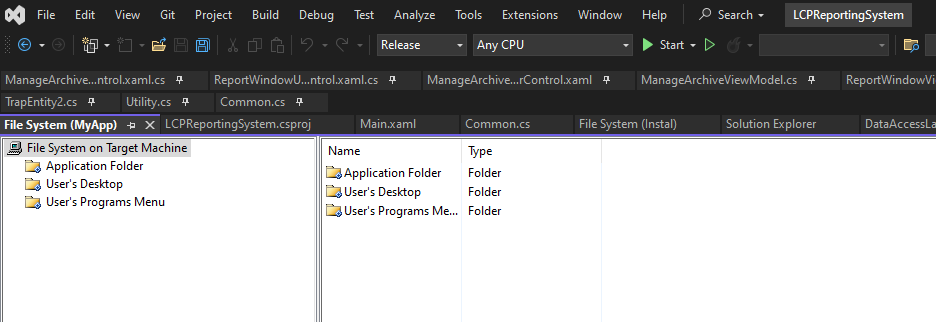 File Edit View Git Project Build Debug Test Analyze Tools Extensions Window Help Search LCPReportingSystem
Release Any CPU Start
ManageArchive...ntrol.xaml.cs ReportWindowU...ntrol.xaml.cs ManageArchive...rControl.xaml ManageArchiveViewModel.cs ReportWindowVi
TrapEntity2.cs Utility.cs Common.cs
File System (MyApp) LCPReportingSystem.csproj Main.xaml Common.cs File System (Instal) Solution Explorer DataAccessLa
File System on Target Machine
Application Folder
User's Desktop
User's Programs Menu
Name Type
Application Folder Folder
User's Desktop Folder
User's Programs Me... Folder